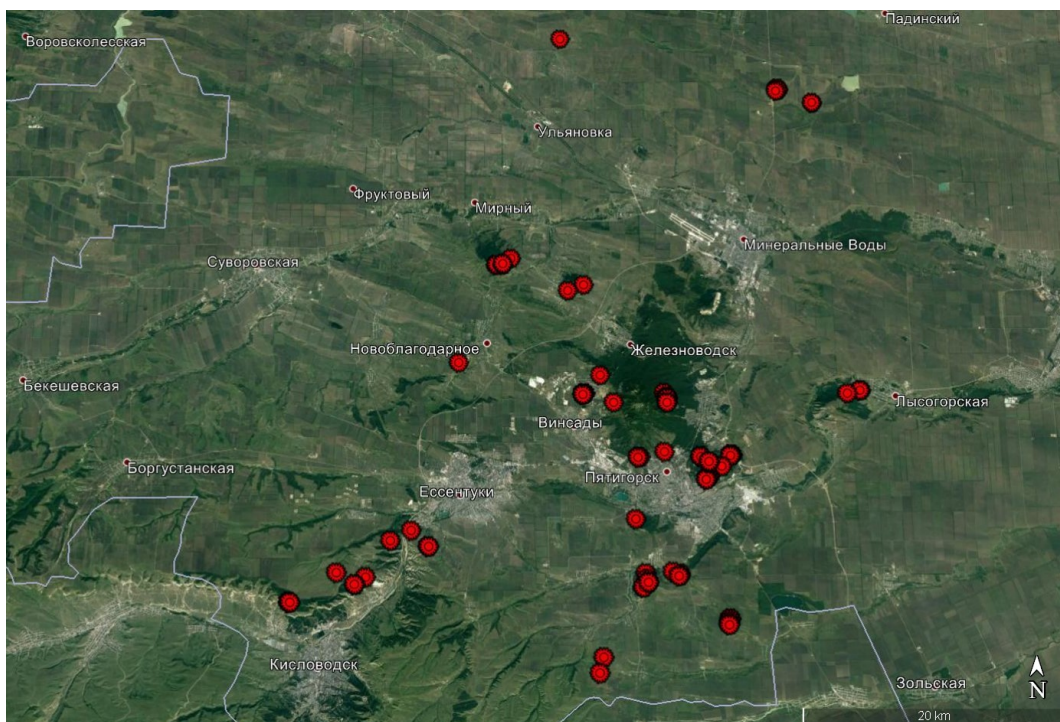 Падинский
Воровсколесская
Ульяновка
Фруктовый
Мирный
Минеральные Воды
Суворовская
Новоблагодарное
Железноводск
Бекешевская
Лысогорская
Винсады
Боргустанская
Пятигорск
Ессентуки
Кисловодск
Зольская
N
20 km